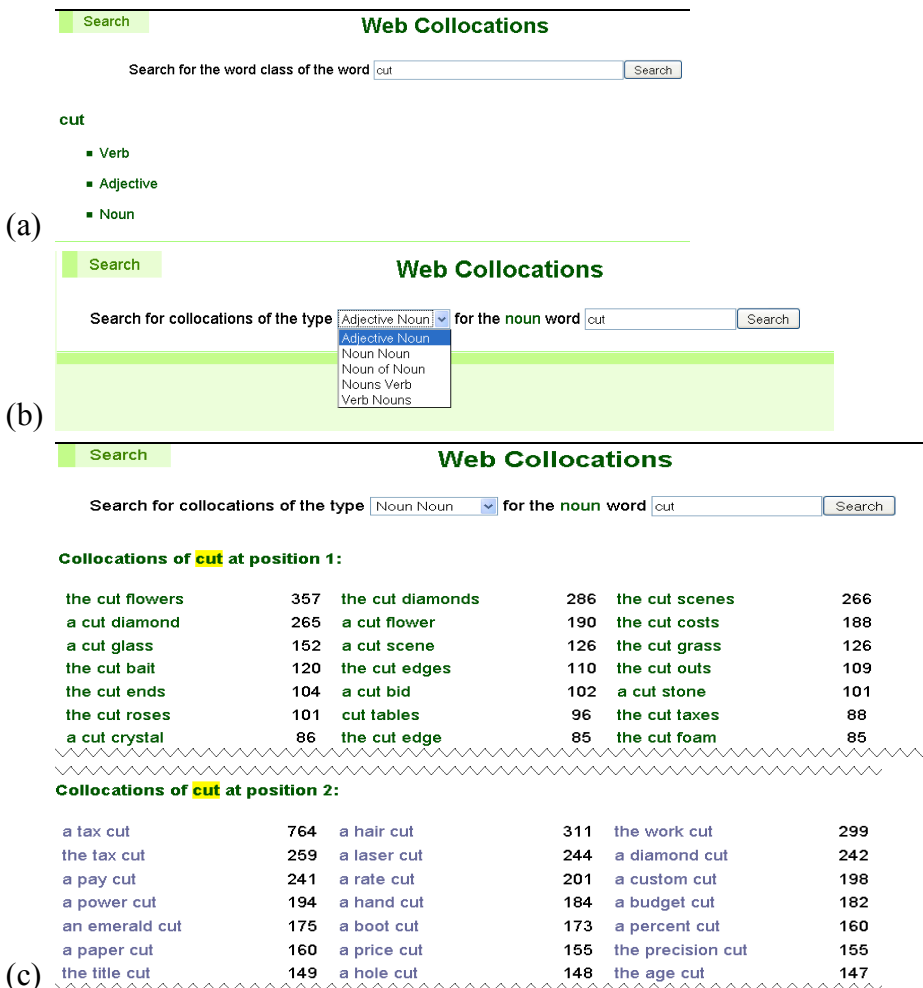 Search
Web Collocations
Search for the word class of the word cut Search
cut
▪ Verb
▪ Adjective
▪ Noun
(a)
Search
Web Collocations
Search for collocations of the type Adjective Noun for the noun word cut Search
Adjective Noun
Noun Noun
Noun of Noun
Nouns Verb
Verb Nouns
(b)
Search
Web Collocations
Search for collocations of the type Noun Noun for the noun word cut Search
Collocations of cut at position 1:
the cut flowers 357 the cut diamonds 286 the cut scenes 266
a cut diamond 265 a cut flower 190 the cut costs 188
a cut glass 152 a cut scene 126 the cut grass 126
the cut bait 120 the cut edges 110 the cut outs 109
the cut ends 104 a cut bid 102 a cut stone 101
the cut roses 101 cut tables 96 the cut taxes 88
a cut crystal 86 the cut edge 85 the cut foam 85
Collocations of cut at position 2:
a tax cut 764 a hair cut 311 the work cut 299
the tax cut 259 a laser cut 244 a diamond cut 242
a pay cut 241 a rate cut 201 a custom cut 198
a power cut 194 a hand cut 184 a budget cut 182
an emerald cut 175 a boot cut 173 a percent cut 160
a paper cut 160 a price cut 155 the precision cut 155
the title cut 149 a hole cut 148 the age cut 147
(c)